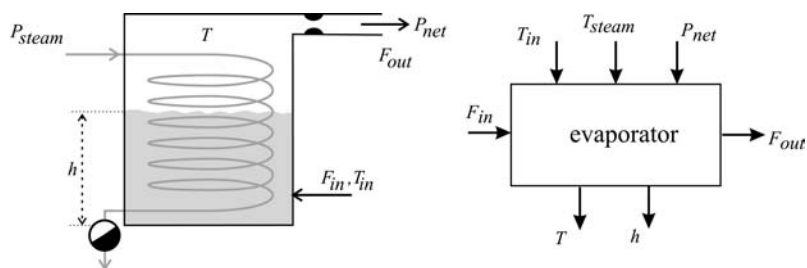 P_steam
T
P_net
F_out
h
F_in, T_in
T_in
T_steam
P_net
F_in
evaporator
F_out
T
h